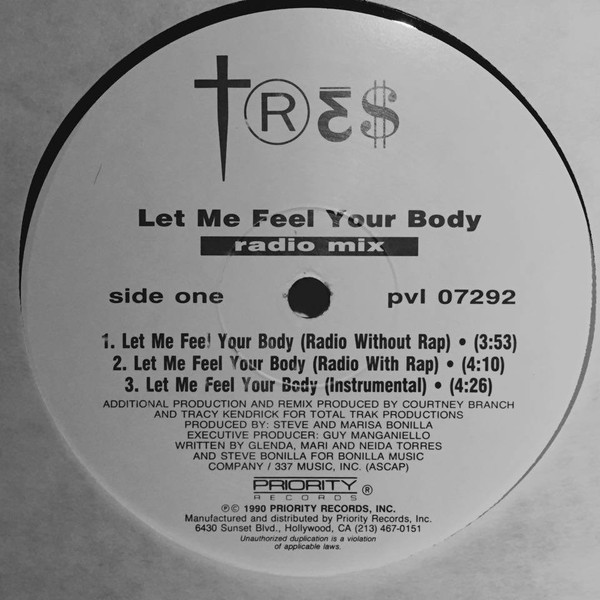 †RĒ$
Let Me Feel Your Body
radio mix
side one
pvl 07292
1. Let Me Feel Your Body (Radio Without Rap) • (3:53)
2. Let Me Feel Your Body (Radio With Rap) • (4:10)
3. Let Me Feel Your Body (Instrumental) • (4:26)
ADDITIONAL PRODUCTION AND REMIX PRODUCED BY COURTNEY BRANCH
AND TRACY KENDRICK FOR TOTAL TRAK PRODUCTIONS
PRODUCED BY: STEVE AND MARISA BONILLA
EXECUTIVE PRODUCER: GUY MANGANIELLO
WRITTEN BY GLENDA, MARI AND NEIDA TORRES
AND STEVE BONILLA FOR BONILLA MUSIC
COMPANY / 337 MUSIC, INC. (ASCAP)
PRIORITY
RECORDS ®
℗© 1990 PRIORITY RECORDS, INC.
Manufactured and distributed by Priority Records, Inc.
6430 Sunset Blvd., Hollywood, CA (213) 467-0151
Unauthorized duplication is a violation
of applicable laws.